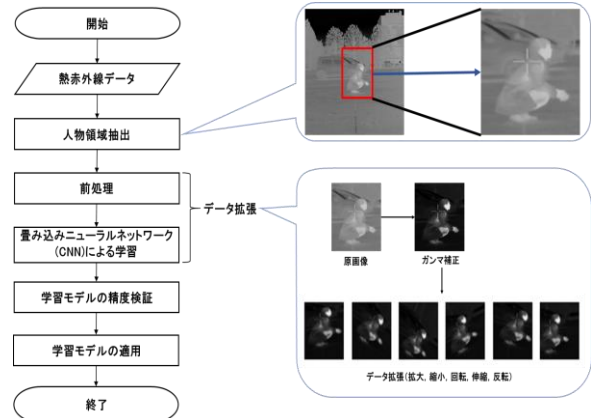 開始
熱赤外線データ
人物領域抽出
前処理
畳み込みニューラルネットワーク
(CNN)による学習
データ拡張
学習モデルの精度検証
学習モデルの適用
終了
原画像
ガンマ補正
データ拡張(拡大, 縮小, 回転, 伸縮, 反転)